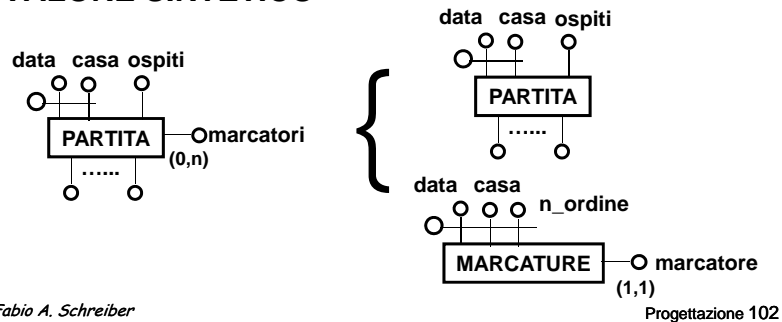 data casa ospiti
PARTITA
marcatori
(0,n)
…...
{
data casa ospiti
PARTITA
…...
data casa
n_ordine
MARCATURE
marcatore
(1,1)
Fabio A. Schreiber
Progettazione 102